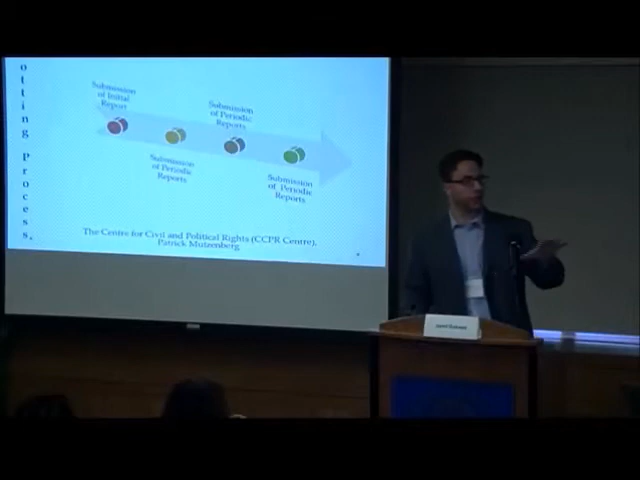 otting Process.
Submission
of Initial
Report
Submission
of Periodic
Reports
Submission
of Periodic
Reports
Submission
of Periodic
Reports
The Centre for Civil and Political Rights (CCPR Centre),
Patrick Mutzenberg